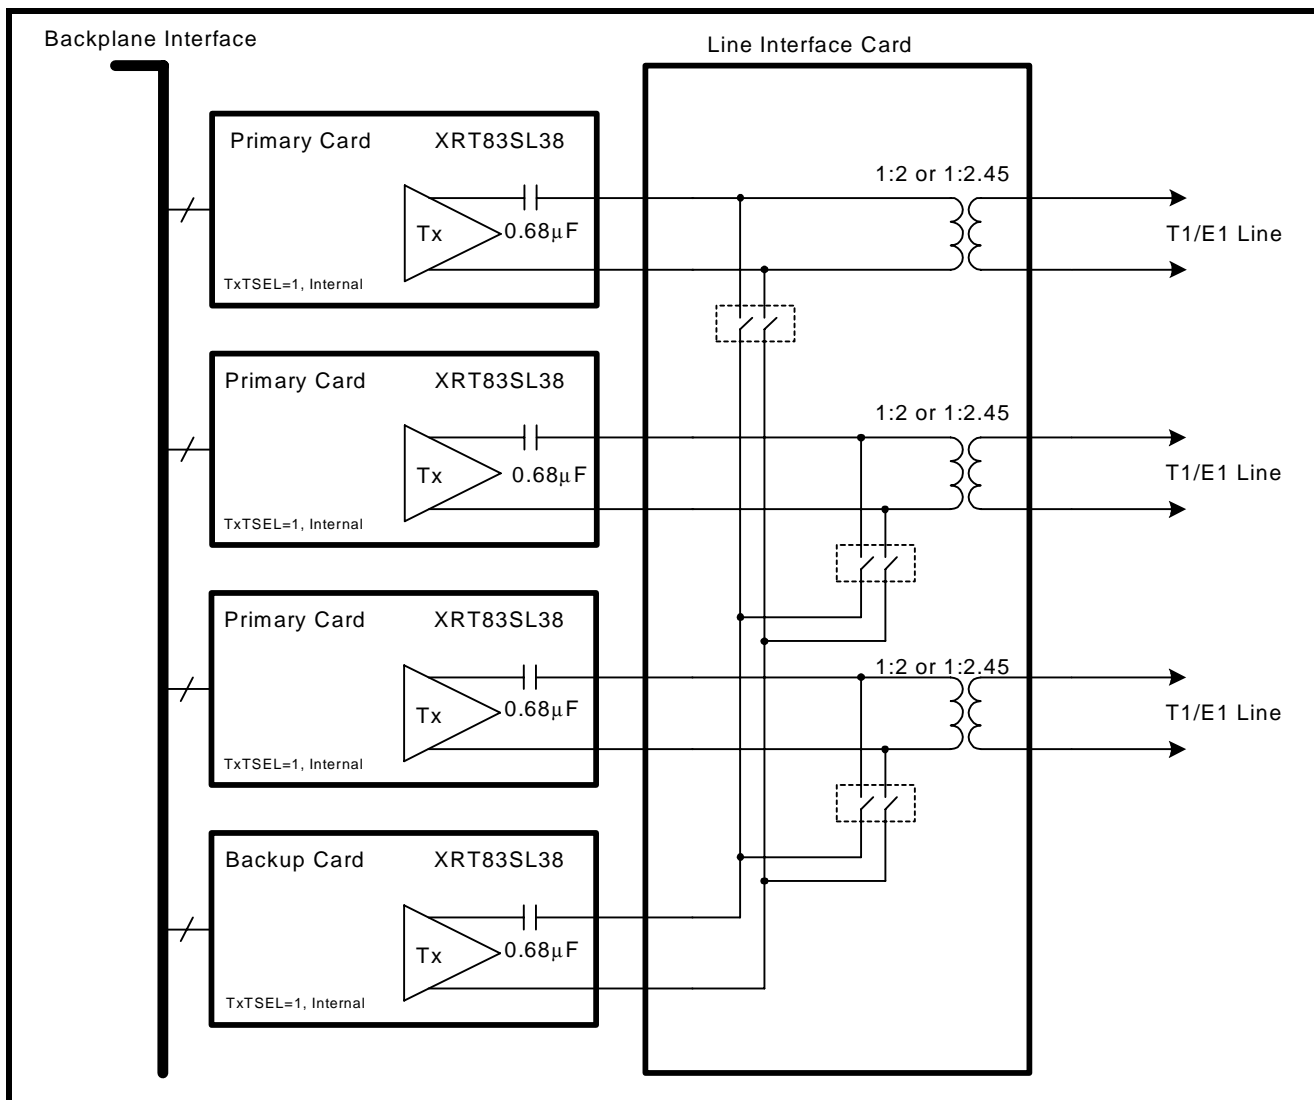 Backplane Interface
Line Interface Card
Primary Card XRT83SL38
1:2 or 1:2.45
Tx 0.68μF
T1/E1 Line
TxTSEL=1, Internal
Primary Card XRT83SL38
1:2 or 1:2.45
Tx 0.68μF
T1/E1 Line
TxTSEL=1, Internal
Primary Card XRT83SL38
1:2 or 1:2.45
Tx 0.68μF
T1/E1 Line
TxTSEL=1, Internal
Backup Card XRT83SL38
Tx 0.68μF
TxTSEL=1, Internal